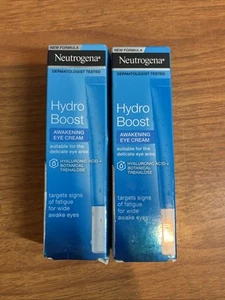 NEW FORMULA
Neutrogena®
DERMATOLOGIST TESTED
Hydro
Boost
AWAKENING
EYE CREAM
suitable for the
delicate eye area
HYALURONIC ACID+
BOTANICAL
TREHALOSE
targets signs
of fatigue
for wide
awake eyes
NEW FORMULA
Neutrogena®
DERMATOLOGIST TESTED
Hydro
Boost
AWAKENING
EYE CREAM
suitable for the
delicate eye area
HYALURONIC ACID+
BOTANICAL
TREHALOSE
targets signs
of fatigue
for wide
awake eyes